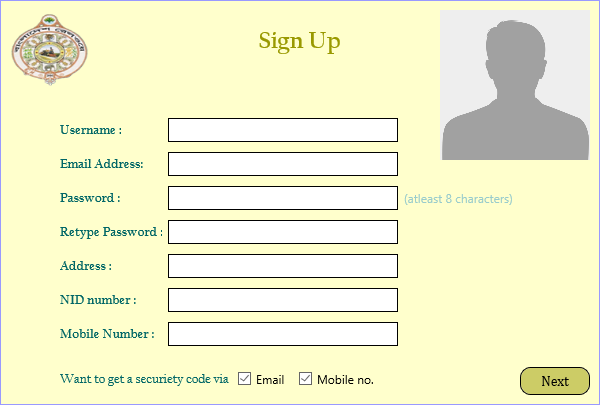 Sign Up
Username :
Email Address:
Password :
(atleast 8 characters)
Retype Password :
Address :
NID number :
Mobile Number :
Want to get a securiety code via
Email
Mobile no.
Next